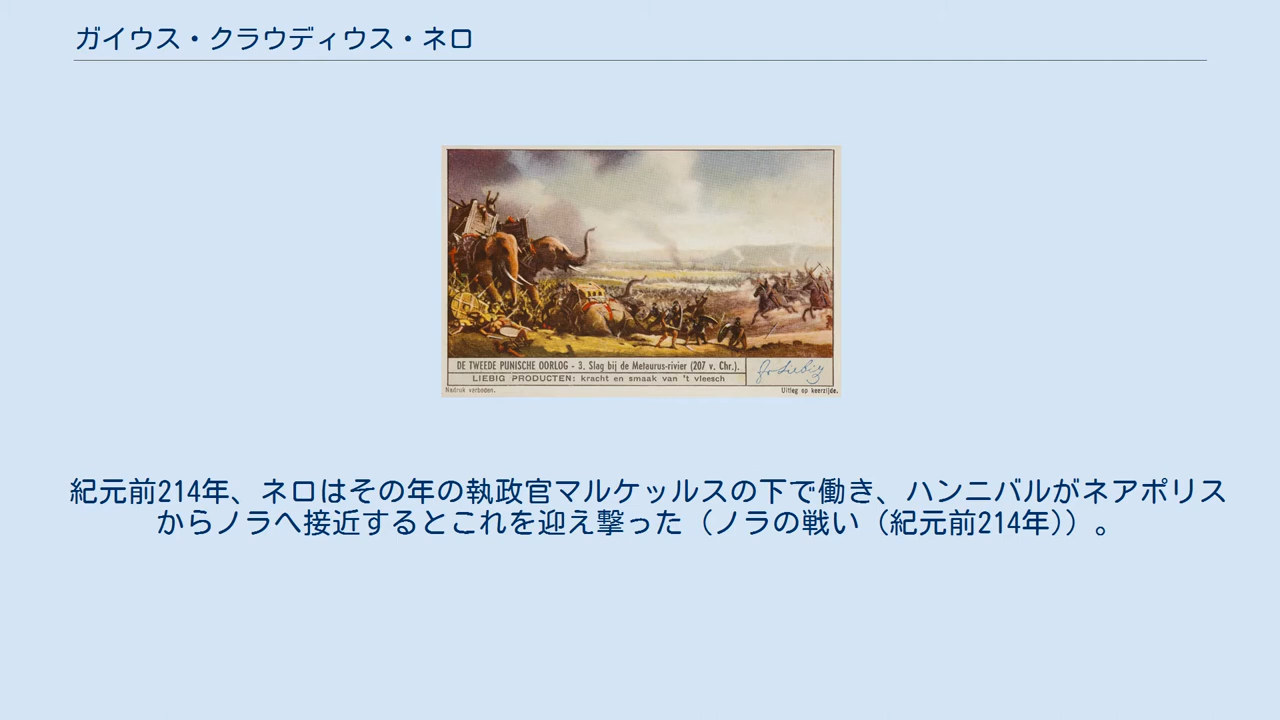 ガイウス・クラウディウス・ネロ
DE TWEEDE PUNISCHE OORLOG - 3. Slag bij de Metaurus-rivier (207 v. Chr.).
LIEBIG PRODUCTEN: kracht en smaak van 't vleesch
Nadruk verboden.
Uitleg op keerzijde.
紀元前214年、ネロはその年の執政官マルケッルスの下で働き、ハンニバルがネアポリス
からノラへ接近するとこれを迎え撃った（ノラの戦い（紀元前214年））。